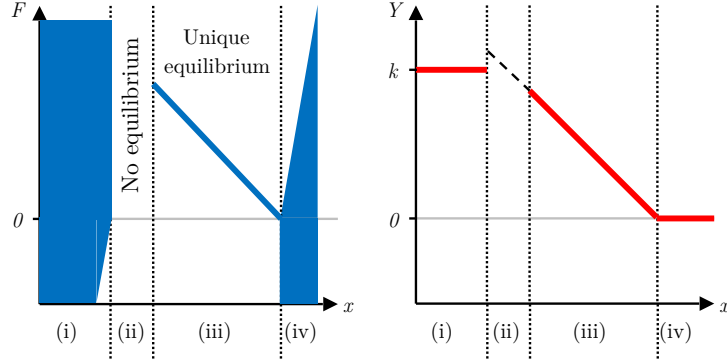 F
Unique
equilibrium
No equilibrium
0
x
(i)
(ii)
(iii)
(iv)
Y
k
0
x
(i)
(ii)
(iii)
(iv)